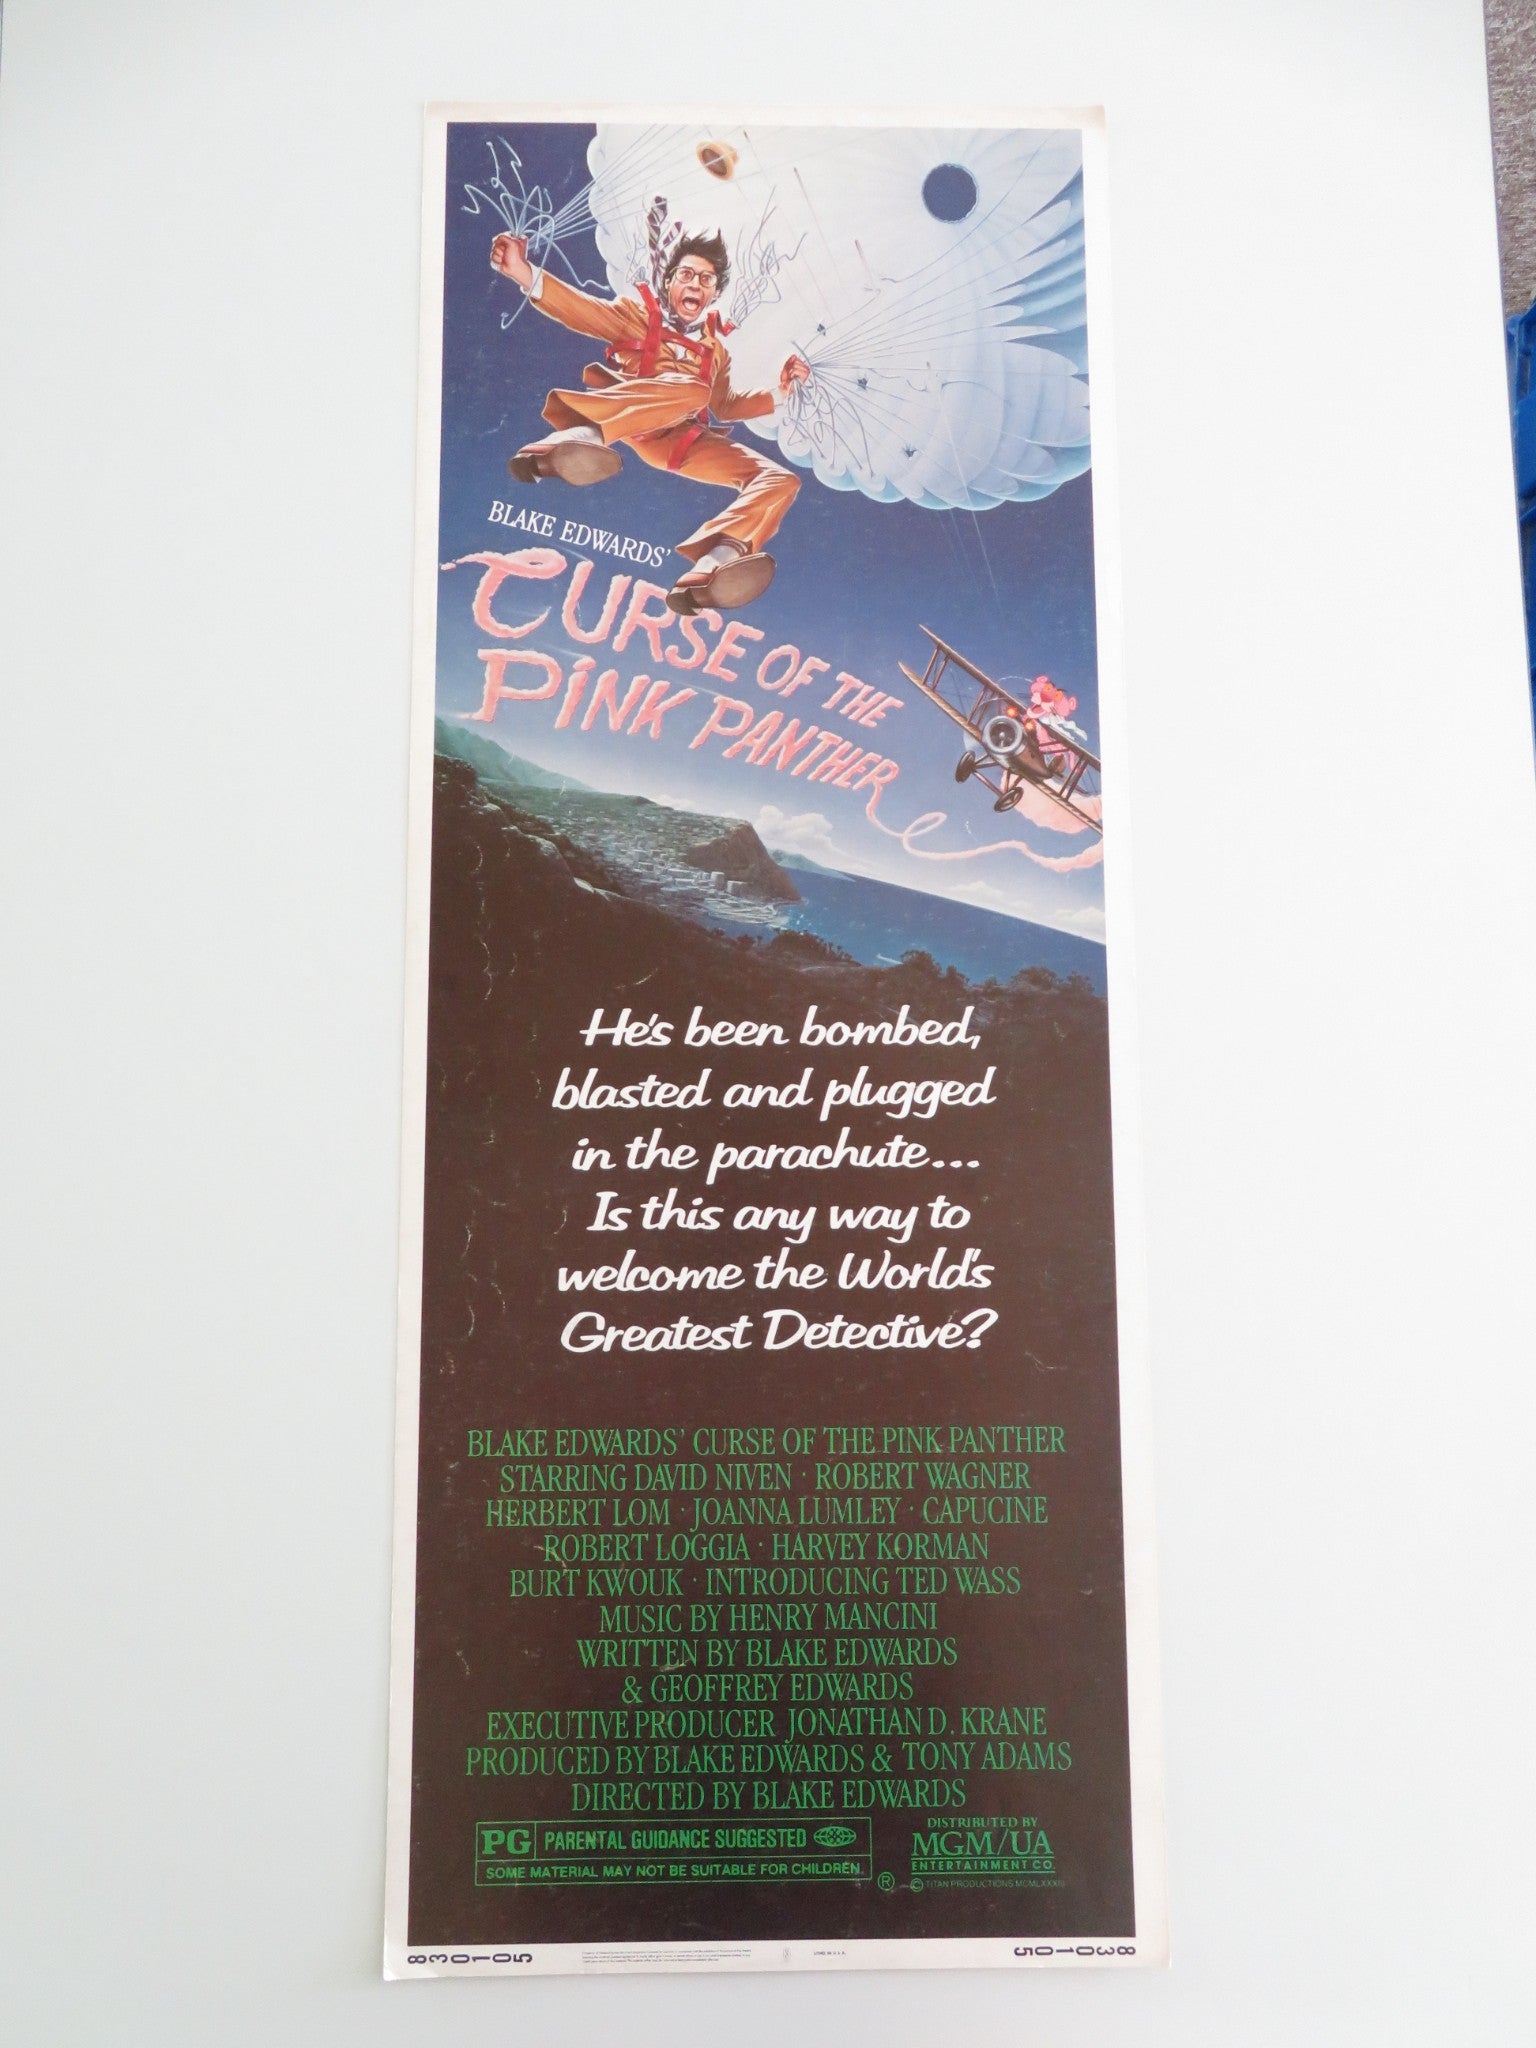 BLAKE EDWARDS'
CURSE OF THE
PINK PANTHER
He's been bombed,
blasted and plugged
in the parachute...
Is this any way to
welcome the World's
Greatest Detective?
BLAKE EDWARDS' CURSE OF THE PINK PANTHER
STARRING DAVID NIVEN · ROBERT WAGNER
HERBERT LOM · JOANNA LUMLEY · CAPUCINE
ROBERT LOGGIA · HARVEY KORMAN
BURT KWOUK · INTRODUCING TED WASS
MUSIC BY HENRY MANCINI
WRITTEN BY BLAKE EDWARDS
& GEOFFREY EDWARDS
EXECUTIVE PRODUCER JONATHAN D. KRANE
PRODUCED BY BLAKE EDWARDS & TONY ADAMS
DIRECTED BY BLAKE EDWARDS
PG PARENTAL GUIDANCE SUGGESTED
SOME MATERIAL MAY NOT BE SUITABLE FOR CHILDREN
®
DISTRIBUTED BY
MGM/UA
ENTERTAINMENT CO.
© TITAN PRODUCTIONS MCMLXXXIII
830105
830105